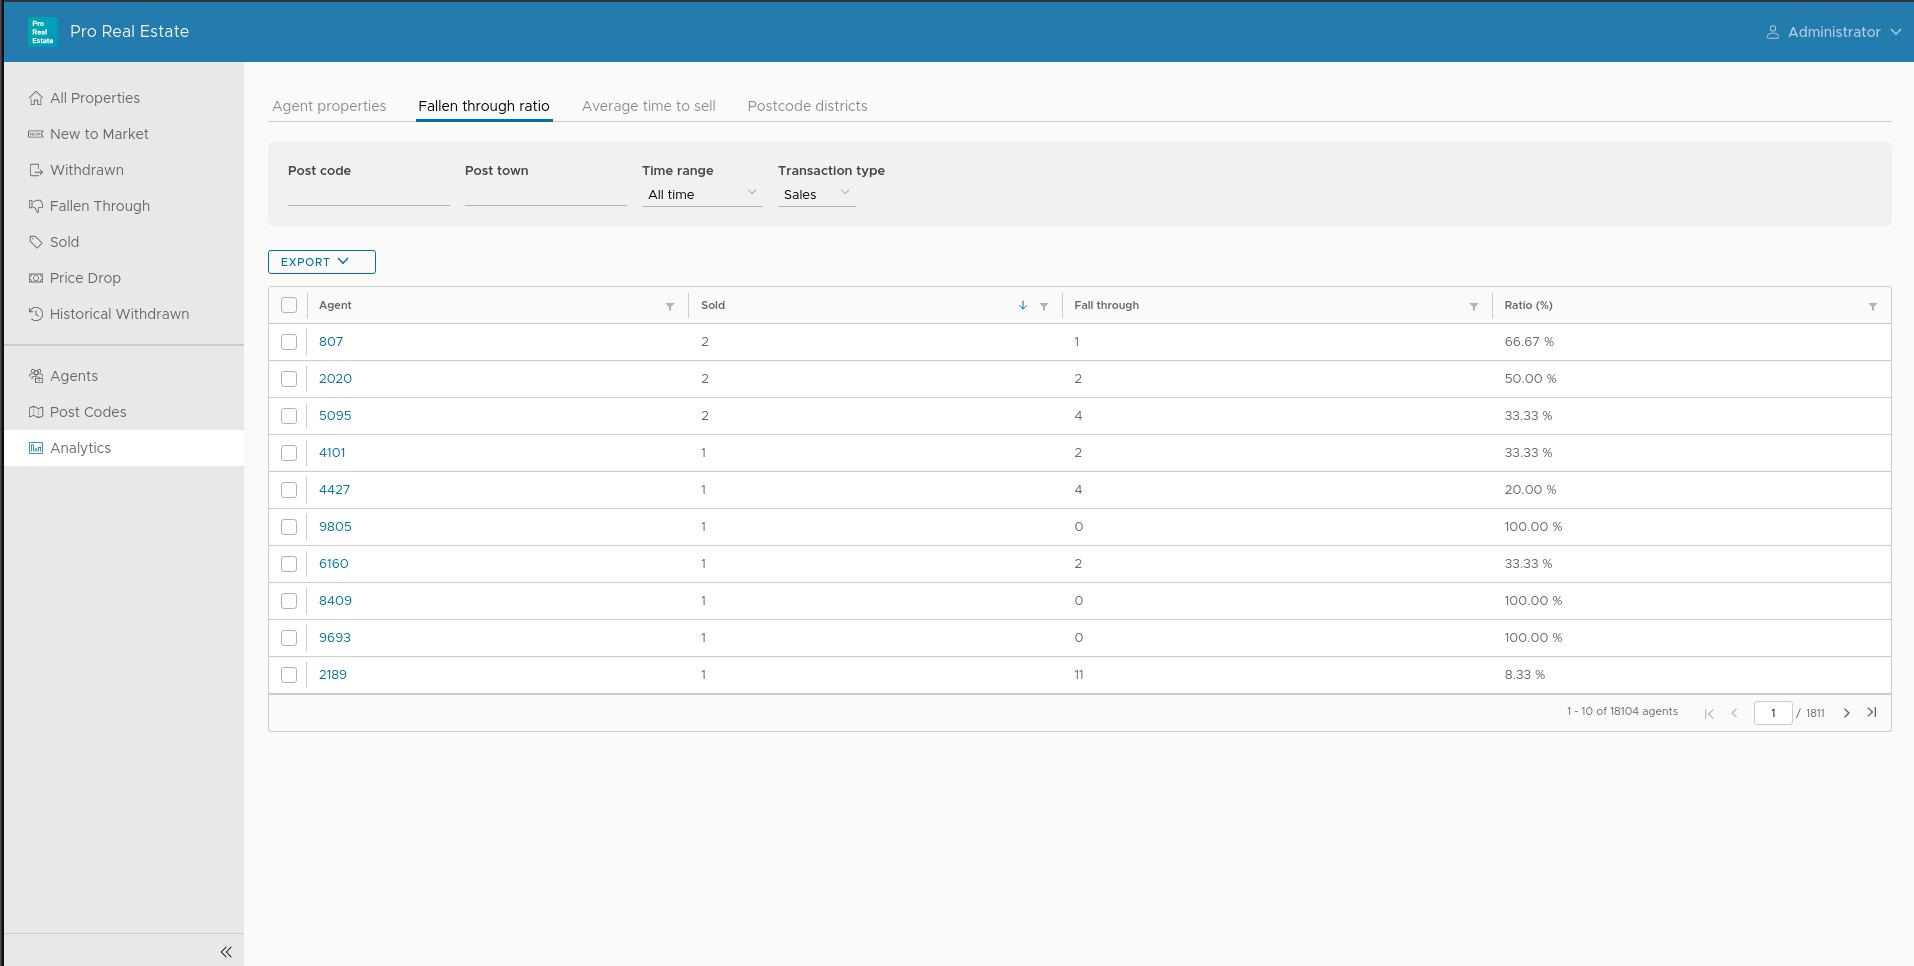 Pro
Real
Estate
Pro Real Estate
Administrator
All Properties
New to Market
Withdrawn
Fallen Through
Sold
Price Drop
Historical Withdrawn
Agents
Post Codes
Analytics
Agent properties Fallen through ratio Average time to sell Postcode districts
Post code Post town Time range Transaction type
All time Sales
EXPORT
Agent Sold Fall through Ratio (%)
807 2 1 66.67 %
2020 2 2 50.00 %
5095 2 4 33.33 %
4101 1 2 33.33 %
4427 1 4 20.00 %
9805 1 0 100.00 %
6160 1 2 33.33 %
8409 1 0 100.00 %
9693 1 0 100.00 %
2189 1 11 8.33 %
1 - 10 of 18104 agents 1 / 1811